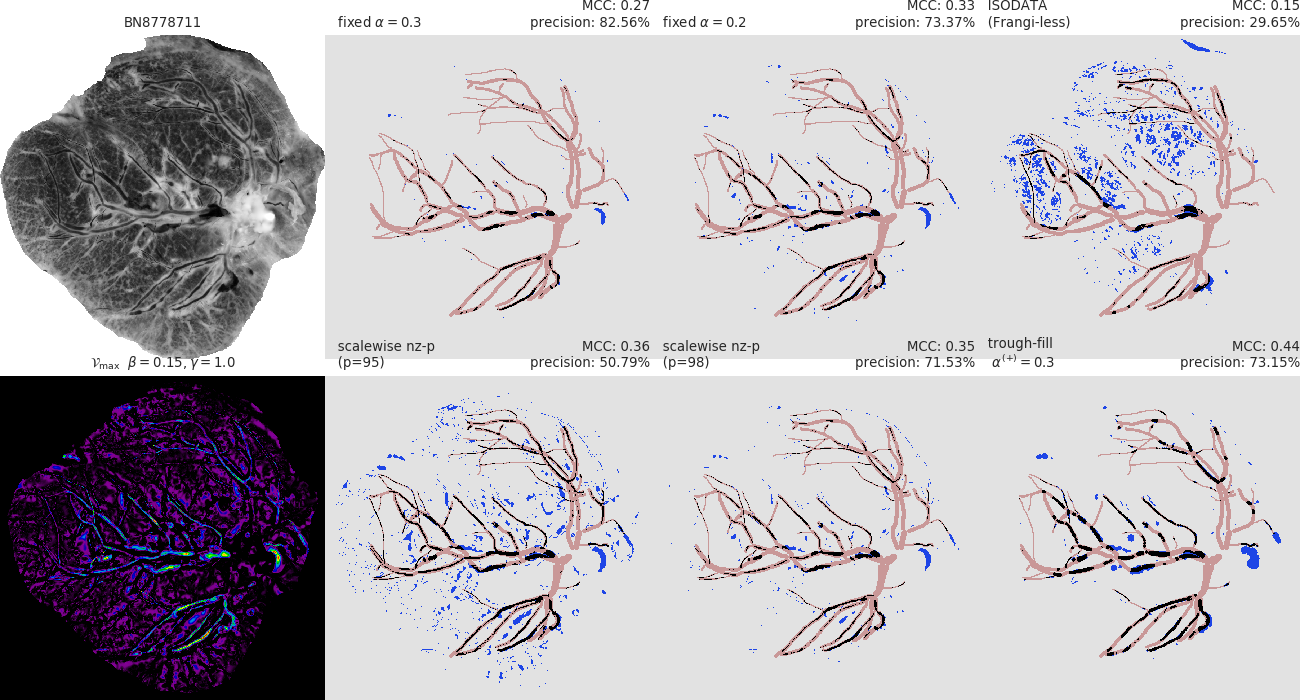 BN8778711
fixed α = 0.3
MCC: 0.27
precision: 82.56%
fixed α = 0.2
MCC: 0.33
precision: 73.37%
ISODATA
(Frangi-less)
MCC: 0.15
precision: 29.65%
𝒱max β = 0.15, γ = 1.0
scalewise nz-p
(p=95)
MCC: 0.36
precision: 50.79%
scalewise nz-p
(p=98)
MCC: 0.35
precision: 71.53%
trough-fill
α(+) = 0.3
MCC: 0.44
precision: 73.15%